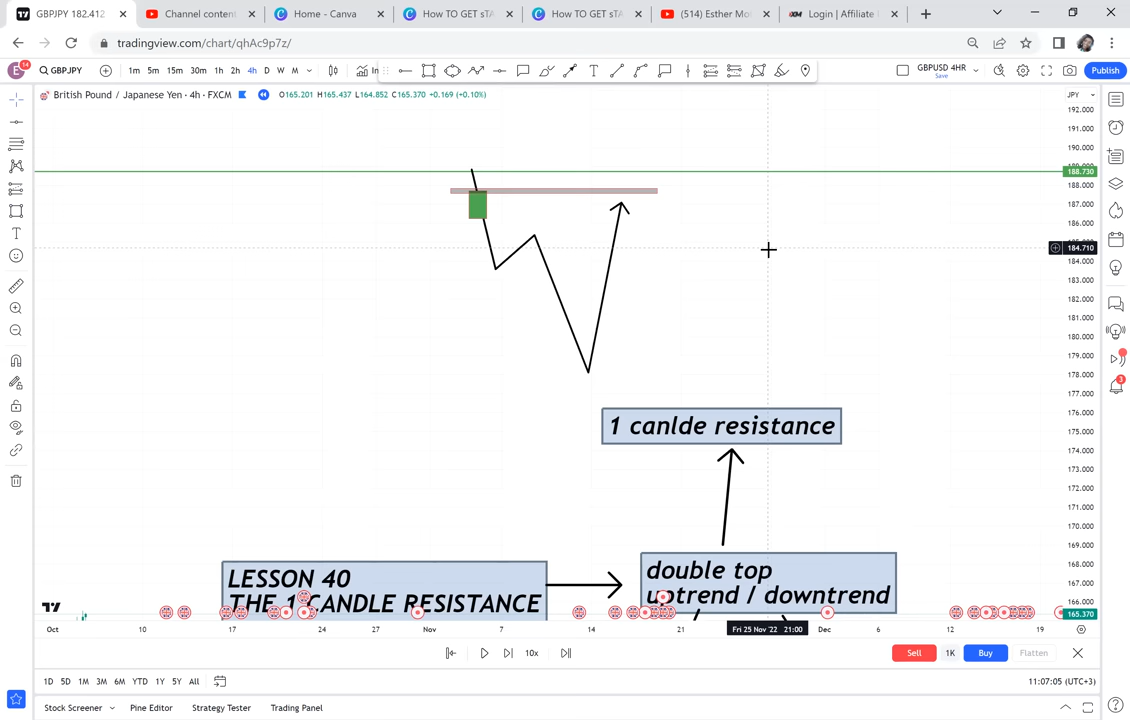 GBPJPY 182.412
Channel content
Home - Canva
How TO GET sTA
How TO GET sTA
(514) Esther Mo
Login | Affiliate
tradingview.com/chart/qhAc9p7z/
E 14 GBPJPY 1m 5m 15m 30m 1h 2h 4h D W M In
GBPUSD 4HR
Save
Publish
British Pound / Japanese Yen · 4h · FXCM O165.201 H165.437 L164.852 C165.370 +0.169 (+0.10%)
JPY
192.000
191.000
190.000
188.730
188.000
187.000
186.000
184.710
184.000
183.000
182.000
181.000
180.000
179.000
178.000
177.000
176.000
175.000
174.000
173.000
172.000
171.000
170.000
169.000
168.000
167.000
166.000
165.370
1 canlde resistance
double top
uptrend / downtrend
LESSON 40
THE 1 CANDLE RESISTANCE
Oct 10 17 24 27 Nov 7 14 21 Fri 25 Nov '22 21:00 Dec 6 12 19
10x
Sell 1K Buy Flatten
1D 5D 1M 3M 6M YTD 1Y 5Y All
11:07:05 (UTC+3)
Stock Screener Pine Editor Strategy Tester Trading Panel
3